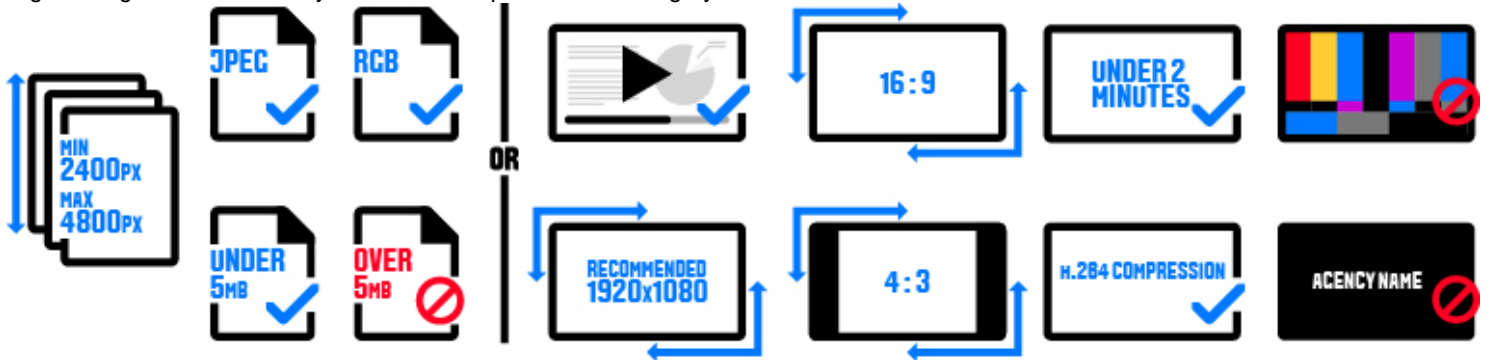 JPEG
RGB
MIN
2400PX
MAX
4800PX
UNDER
5MB
OVER
5MB
OR
16:9
UNDER 2
MINUTES
RECOMMENDED
1920x1080
4:3
H.264 COMPRESSION
AGENCY NAME